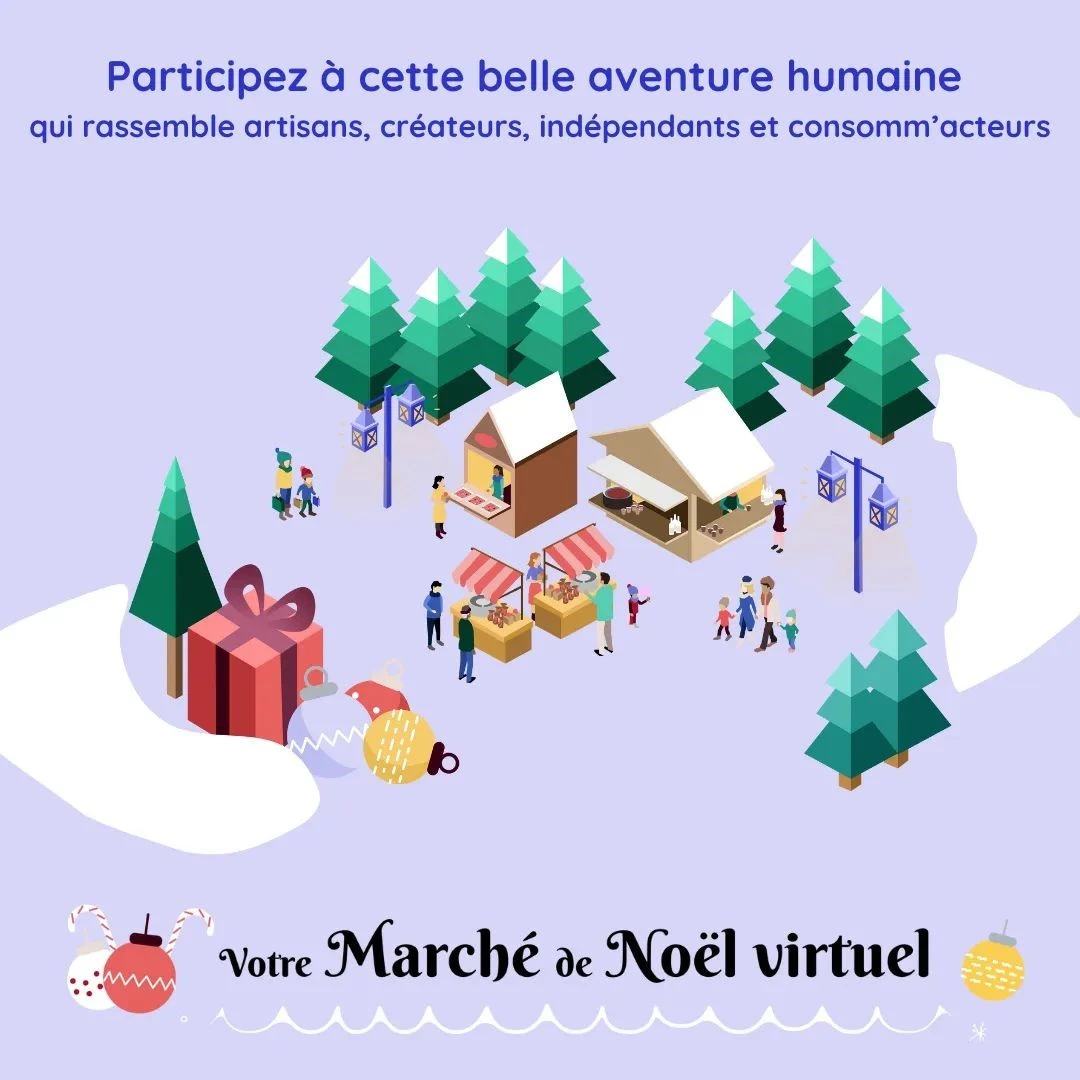 Participez à cette belle aventure humaine
qui rassemble artisans, créateurs, indépendants et consomm’acteurs
Votre Marché de Noël virtuel